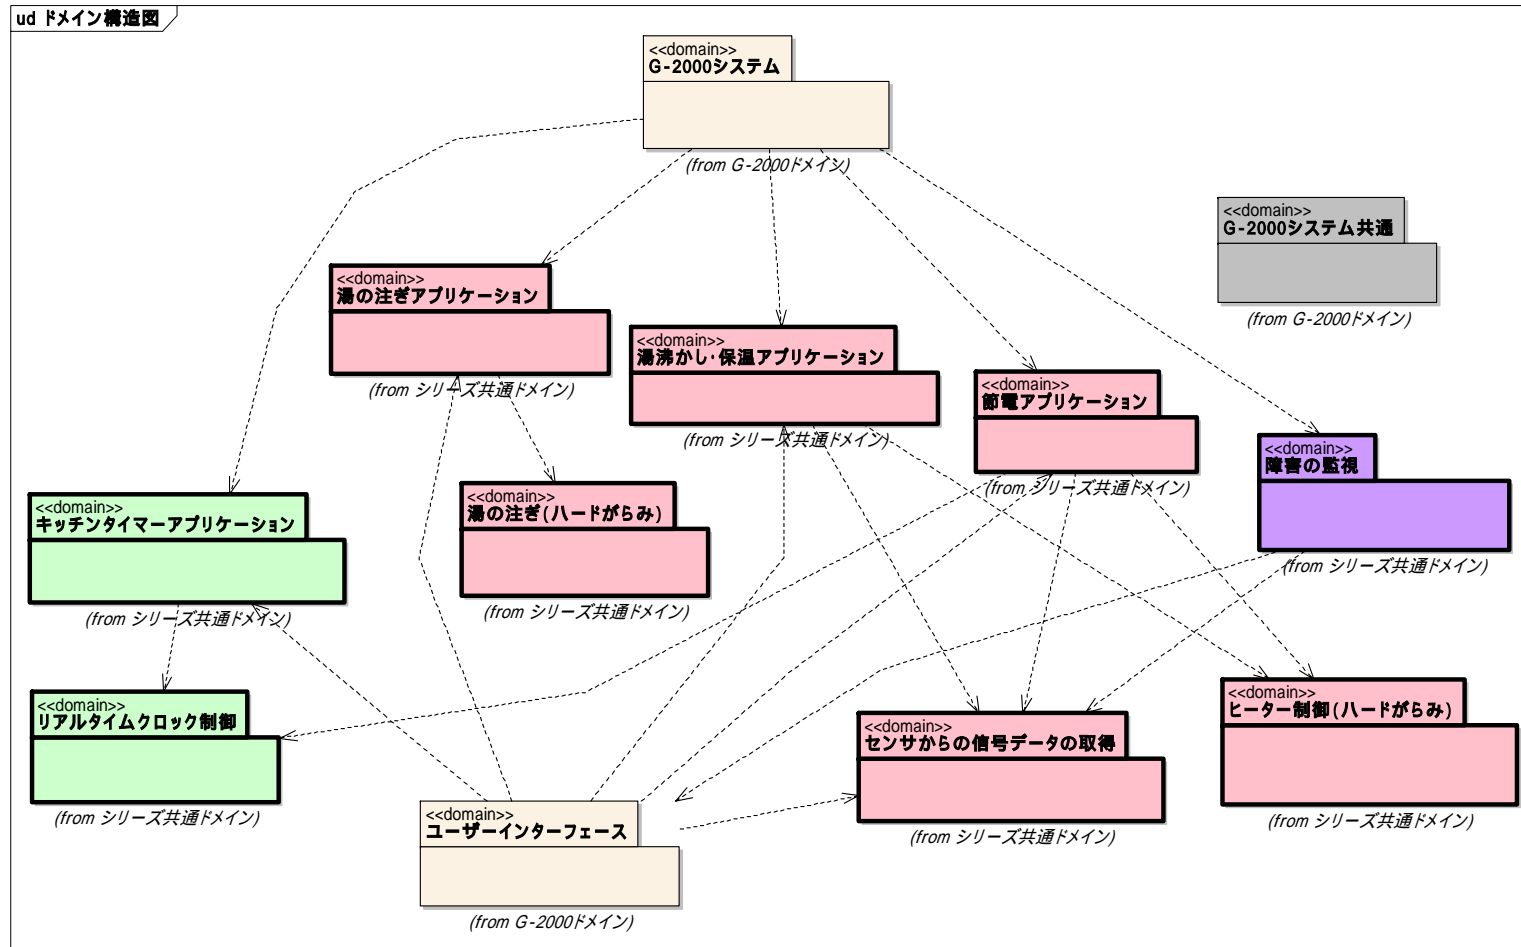 ud ドメイン構造図
<<domain>>
G-2000システム
(from G-2000ドメイン)
<<domain>>
G-2000システム共通
(from G-2000ドメイン)
<<domain>>
湯の注ぎアプリケーション
(from シリーズ共通ドメイン)
<<domain>>
湯沸かし・保温アプリケーション
(from シリーズ共通ドメイン)
<<domain>>
節電アプリケーション
(from シリーズ共通ドメイン)
<<domain>>
障害の監視
(from シリーズ共通ドメイン)
<<domain>>
キッチンタイマーアプリケーション
(from シリーズ共通ドメイン)
<<domain>>
湯の注ぎ(ハードがらみ)
(from シリーズ共通ドメイン)
<<domain>>
リアルタイムクロック制御
(from シリーズ共通ドメイン)
<<domain>>
センサからの信号データの取得
(from シリーズ共通ドメイン)
<<domain>>
ヒーター制御(ハードがらみ)
(from シリーズ共通ドメイン)
<<domain>>
ユーザーインターフェース
(from G-2000ドメイン)